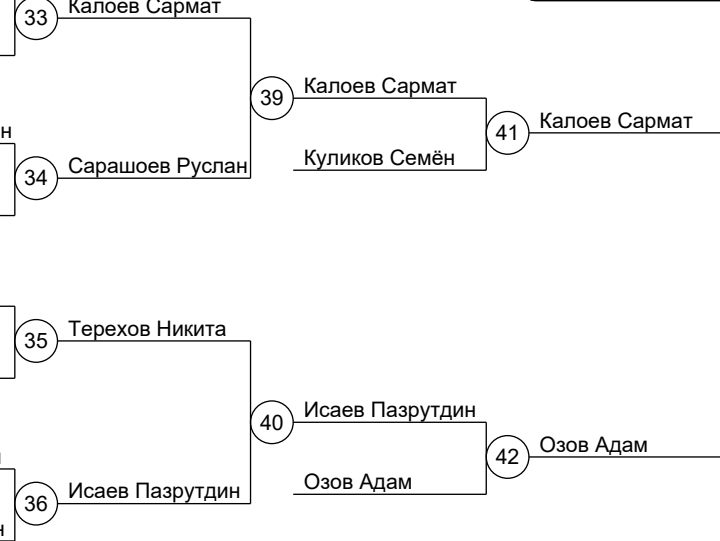 33 Калоев Сармат
39 Калоев Сармат
41 Калоев Сармат
Куликов Семён
34 Сарашоев Руслан
35 Терехов Никита
40 Исаев Пазрутдин
42 Озов Адам
Озов Адам
36 Исаев Пазрутдин